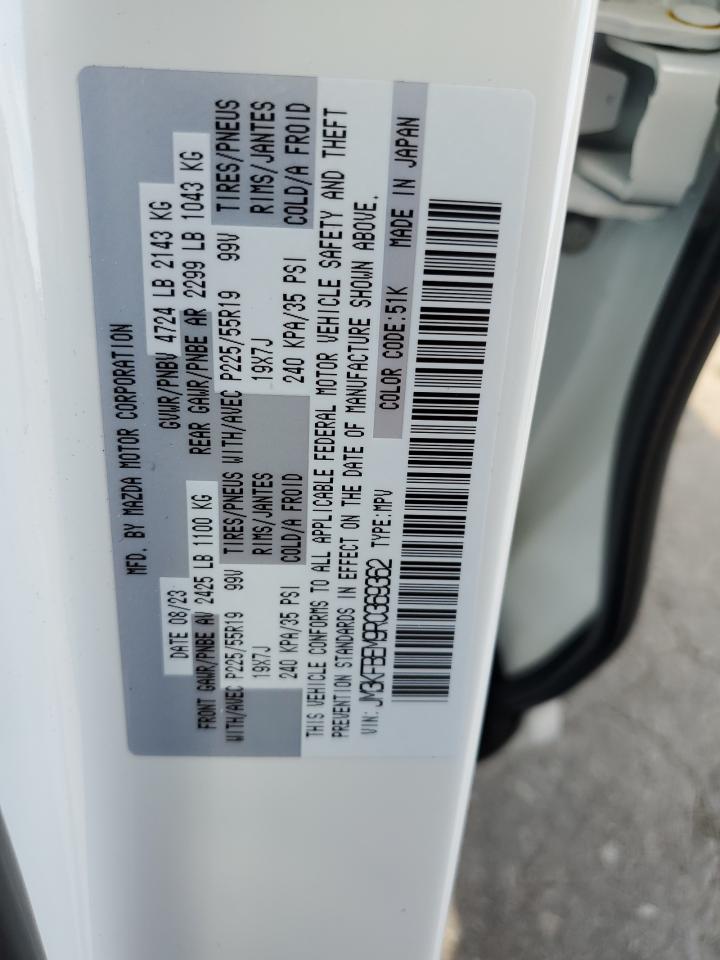 MFD. BY MAZDA MOTOR CORPORATION
DATE 08/23 GVWR/PNBV 4724 LB 2143 KG
FRONT GAWR/PNBE AV 2425 LB 1100 KG REAR GAWR/PNBE AR 2299 LB 1043 KG
WITH/AVEC P225/55R19 99V TIRES/PNEUS WITH/AVEC P225/55R19 99V TIRES/PNEUS
19X7J RIMS/JANTES 19X7J RIMS/JANTES
240 KPA/35 PSI COLD/A FROID 240 KPA/35 PSI COLD/A FROID
THIS VEHICLE CONFORMS TO ALL APPLICABLE FEDERAL MOTOR VEHICLE SAFETY AND THEFT
PREVENTION STANDARDS IN EFFECT ON THE DATE OF MANUFACTURE SHOWN ABOVE.
VIN: JM3KFBEM9R0369362 TYPE:MPV COLOR CODE:51K MADE IN JAPAN